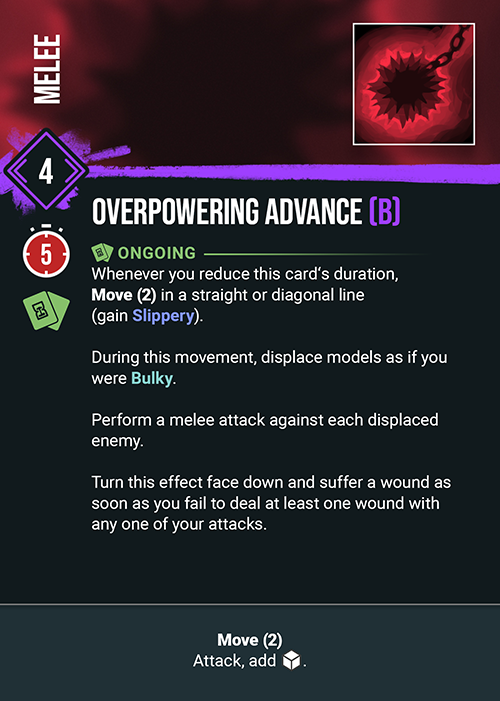 MELEE
4
OVERPOWERING ADVANCE (B)
5
ONGOING
Whenever you reduce this card‘s duration,
Move (2) in a straight or diagonal line
(gain Slippery).
During this movement, displace models as if you
were Bulky.
Perform a melee attack against each displaced
enemy.
Turn this effect face down and suffer a wound as
soon as you fail to deal at least one wound with
any one of your attacks.
Move (2)
Attack, add .